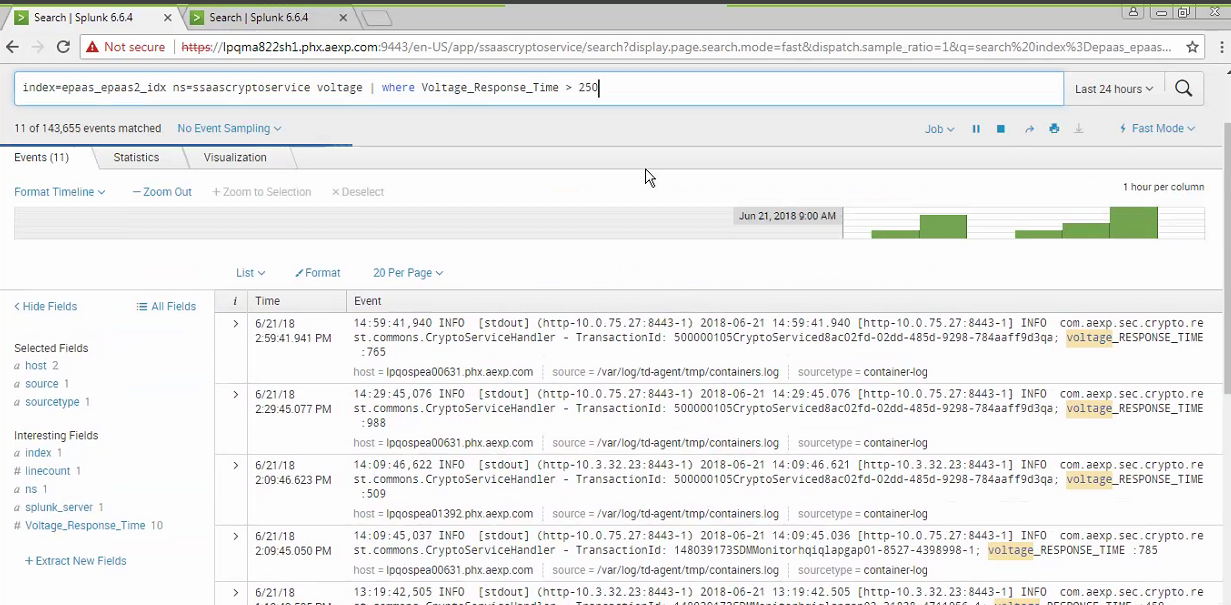 Search | Splunk 6.6.4
Search | Splunk 6.6.4
Not secure https://lpqma822sh1.phx.aexp.com:9443/en-US/app/ssaascryptoservice/search?display.page.search.mode=fast&dispatch.sample_ratio=1&q=search%20index%3Depaas_epaas...
index=epaas_epaas2_idx ns=ssaascryptoservice voltage | where Voltage_Response_Time > 250
Last 24 hours
11 of 143,655 events matched No Event Sampling
Job Fast Mode
Events (11) Statistics Visualization
Format Timeline — Zoom Out + Zoom to Selection × Deselect
1 hour per column
Jun 21, 2018 9:00 AM
List Format 20 Per Page
< Hide Fields All Fields
i Time Event
Selected Fields
a host 2
a source 1
a sourcetype 1
Interesting Fields
a index 1
# linecount 1
a ns 1
a splunk_server 1
# Voltage_Response_Time 10
+ Extract New Fields
6/21/18
2:59:41.941 PM
14:59:41,940 INFO [stdout] (http-10.0.75.27:8443-1) 2018-06-21 14:59:41.940 [http-10.0.75.27:8443-1] INFO com.aexp.sec.crypto.re
st.commons.CryptoServiceHandler - TransactionId: 500000105CryptoServiced8ac02fd-02dd-485d-9298-784aaff9d3qa; voltage_RESPONSE_TIME
:765
host = lpqospea00631.phx.aexp.com source = /var/log/td-agent/tmp/containers.log sourcetype = container-log
6/21/18
2:29:45.077 PM
14:29:45,076 INFO [stdout] (http-10.0.75.27:8443-1) 2018-06-21 14:29:45.076 [http-10.0.75.27:8443-1] INFO com.aexp.sec.crypto.re
st.commons.CryptoServiceHandler - TransactionId: 500000105CryptoServiced8ac02fd-02dd-485d-9298-784aaff9d3qa; voltage_RESPONSE_TIME
:988
host = lpqospea00631.phx.aexp.com source = /var/log/td-agent/tmp/containers.log sourcetype = container-log
6/21/18
2:09:46.623 PM
14:09:46,622 INFO [stdout] (http-10.3.32.23:8443-1) 2018-06-21 14:09:46.621 [http-10.3.32.23:8443-1] INFO com.aexp.sec.crypto.re
st.commons.CryptoServiceHandler - TransactionId: 500000105CryptoServiced8ac02fd-02dd-485d-9298-784aaff9d3qa; voltage_RESPONSE_TIME
:509
host = lpqospea01392.phx.aexp.com source = /var/log/td-agent/tmp/containers.log sourcetype = container-log
6/21/18
2:09:45.050 PM
14:09:45,037 INFO [stdout] (http-10.0.75.27:8443-1) 2018-06-21 14:09:45.036 [http-10.0.75.27:8443-1] INFO com.aexp.sec.crypto.re
st.commons.CryptoServiceHandler - TransactionId: 148039173SDMMonitorhqiqlapgap01-8527-4398998-1; voltage_RESPONSE_TIME :785
host = lpqospea00631.phx.aexp.com source = /var/log/td-agent/tmp/containers.log sourcetype = container-log
6/21/18
13:19:42,505 INFO [stdout] (http-10.0.75.27:8443-1) 2018-06-21 13:19:42.505 [http-10.0.75.27:8443-1] INFO com.aexp.sec.crypto.re